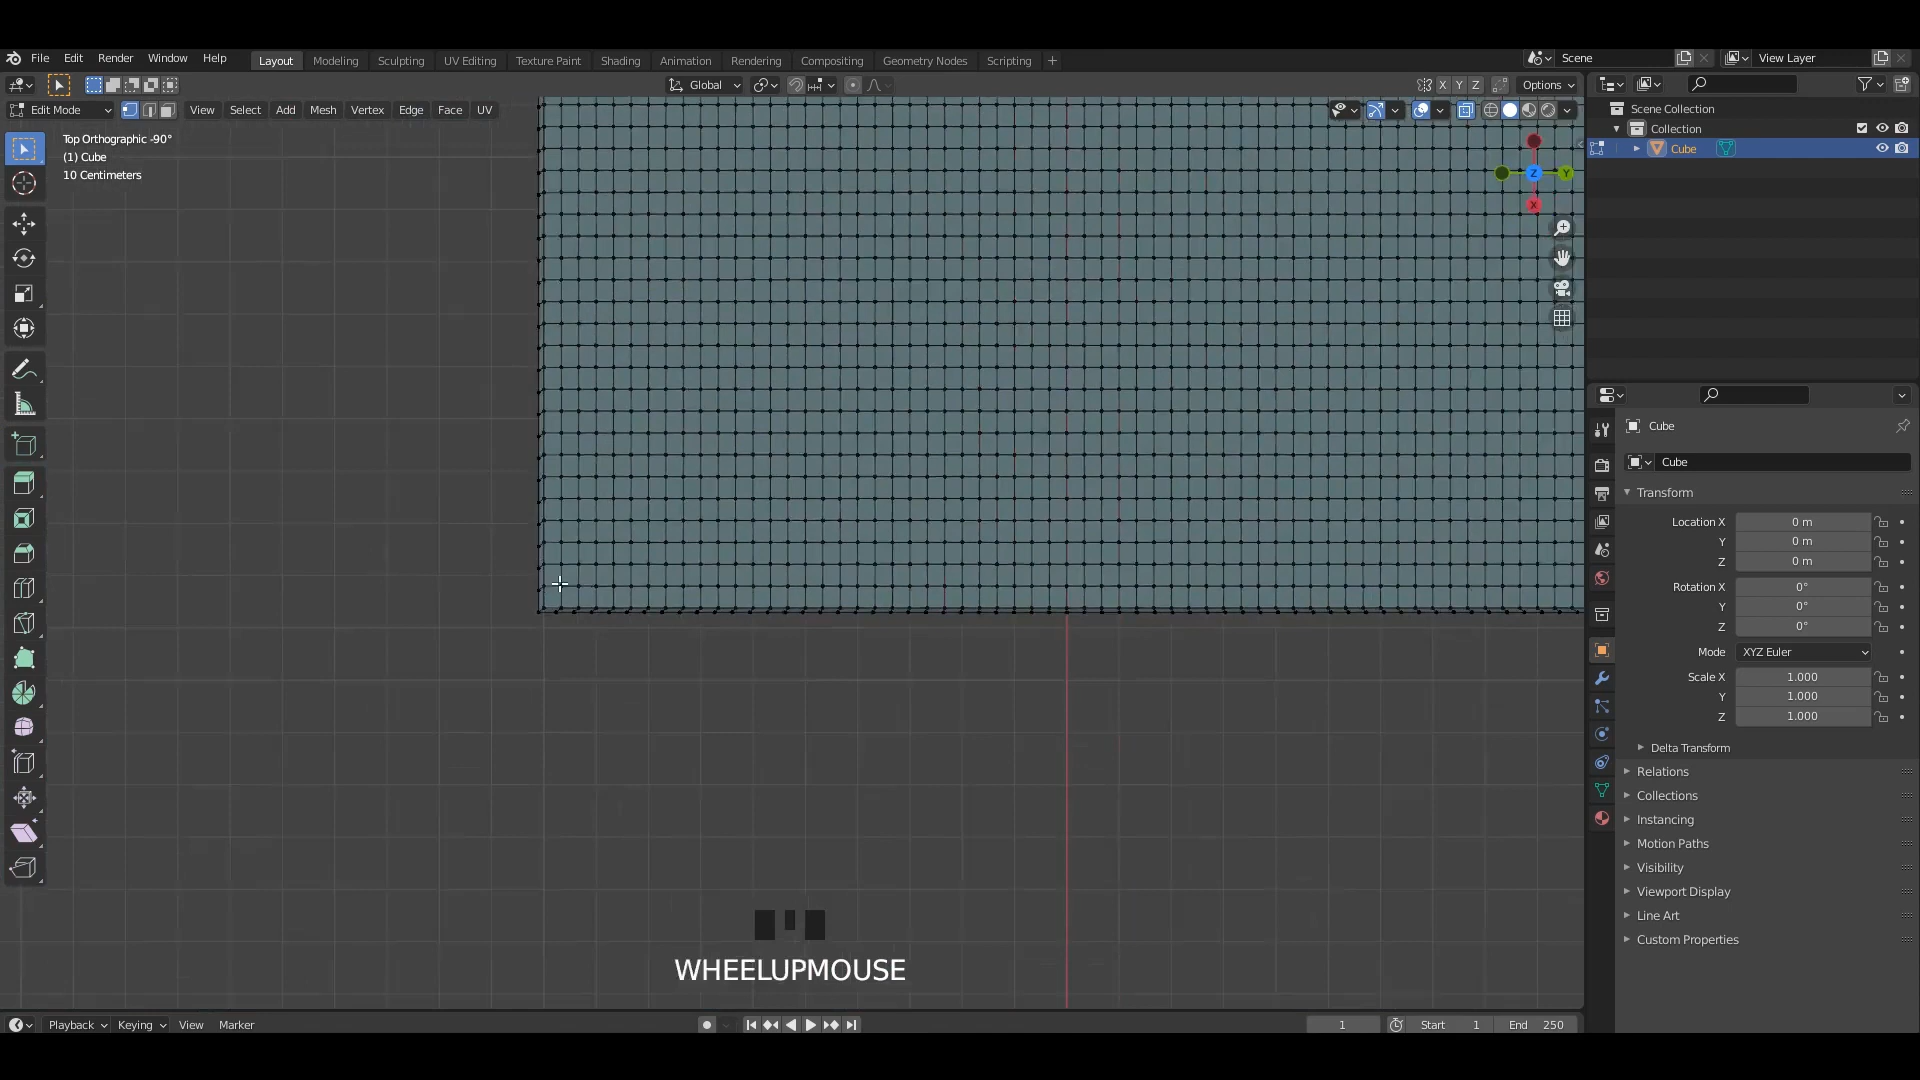 File Edit Render Window Help Layout Modeling Sculpting UV Editing Texture Paint Shading Animation Rendering Compositing Geometry Nodes Scripting + Scene View Layer
Global X Y Z Options
Edit Mode View Select Add Mesh Vertex Edge Face UV
Scene Collection
Collection
Cube
Top Orthographic -90°
(1) Cube
10 Centimeters
Y
Z
X
Cube
Cube
Transform
Location X 0 m
Y 0 m
Z 0 m
Rotation X 0°
Y 0°
Z 0°
Mode XYZ Euler
Scale X 1.000
Y 1.000
Z 1.000
Delta Transform
Relations
Collections
Instancing
Motion Paths
Visibility
Viewport Display
Line Art
Custom Properties
WHEELUPMOUSE
Playback Keying View Marker 1 Start 1 End 250